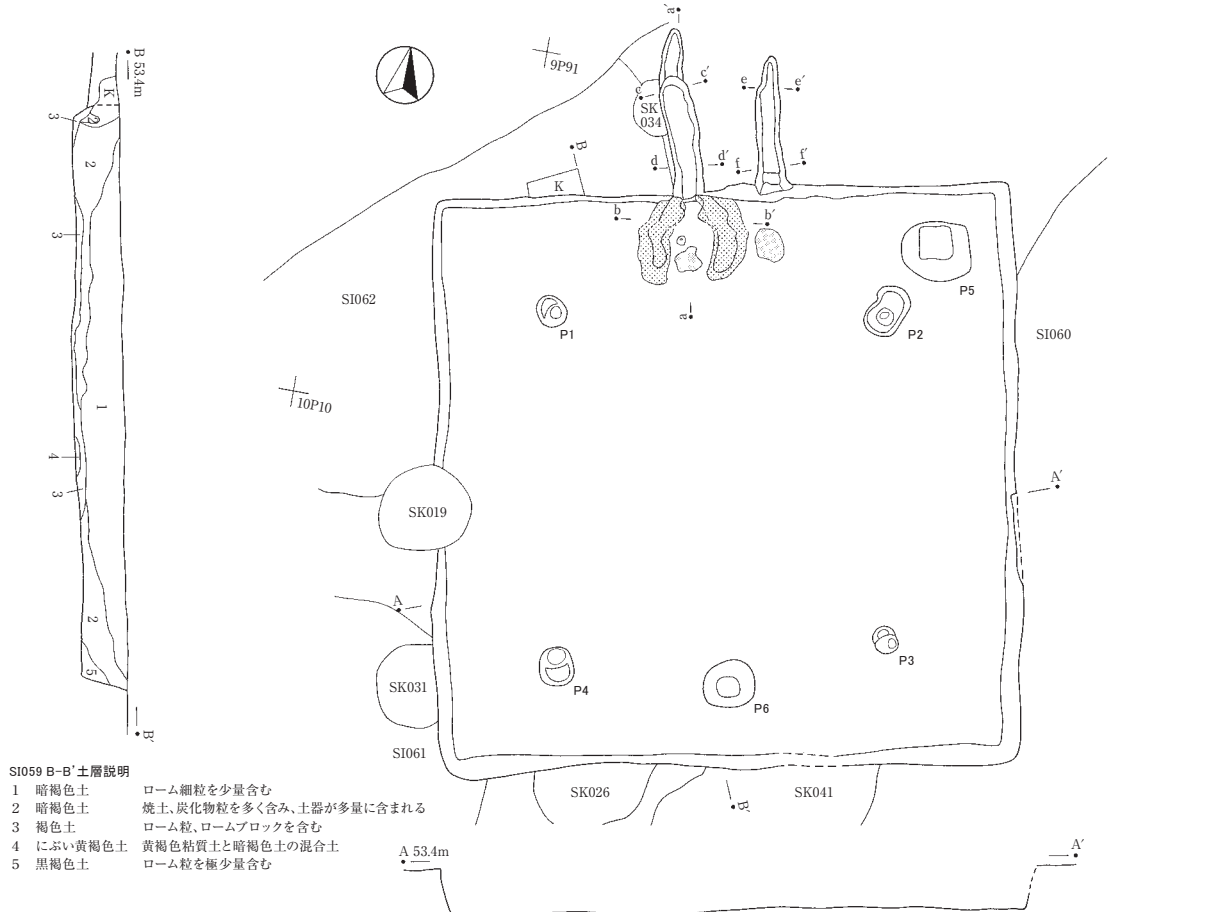 B 53.4m
K
3
2
2
3
1
4
3
2
5
B'
9P91
a'
c
c'
SK
034
e
e'
B
d
d'
f
f'
K
b
b'
P5
P1
P2
a
SI062
SI060
10P10
A'
SK019
A
P3
P4
SK031
P6
SI061
SK026
SK041
B'
SI059 B-B'土層説明
1 暗褐色土 ローム細粒を少量含む
2 暗褐色土 焼土、炭化物粒を多く含み、土器が多量に含まれる
3 褐色土 ローム粒、ロームブロックを含む
4 にぶい黄褐色土 黄褐色粘質土と暗褐色土の混合土
5 黒褐色土 ローム粒を極少量含む
A 53.4m
A'